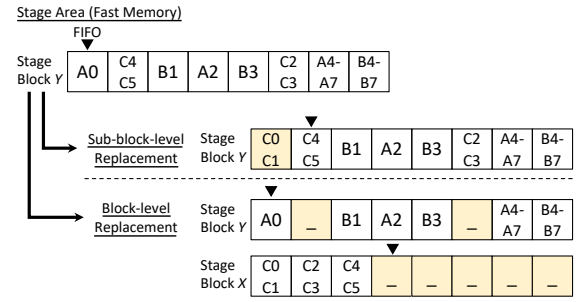 Stage Area (Fast Memory)
FIFO
Stage
Block Y
A0
C4
C5
B1
A2
B3
C2
C3
A4-
A7
B4-
B7
Sub-block-level
Replacement
Stage
Block Y
C0
C1
C4
C5
B1
A2
B3
C2
C3
A4-
A7
B4-
B7
Block-level
Replacement
Stage
Block Y
A0
_
B1
A2
B3
_
A4-
A7
B4-
B7
Stage
Block X
C0
C1
C2
C3
C4
C5
_
_
_
_
_